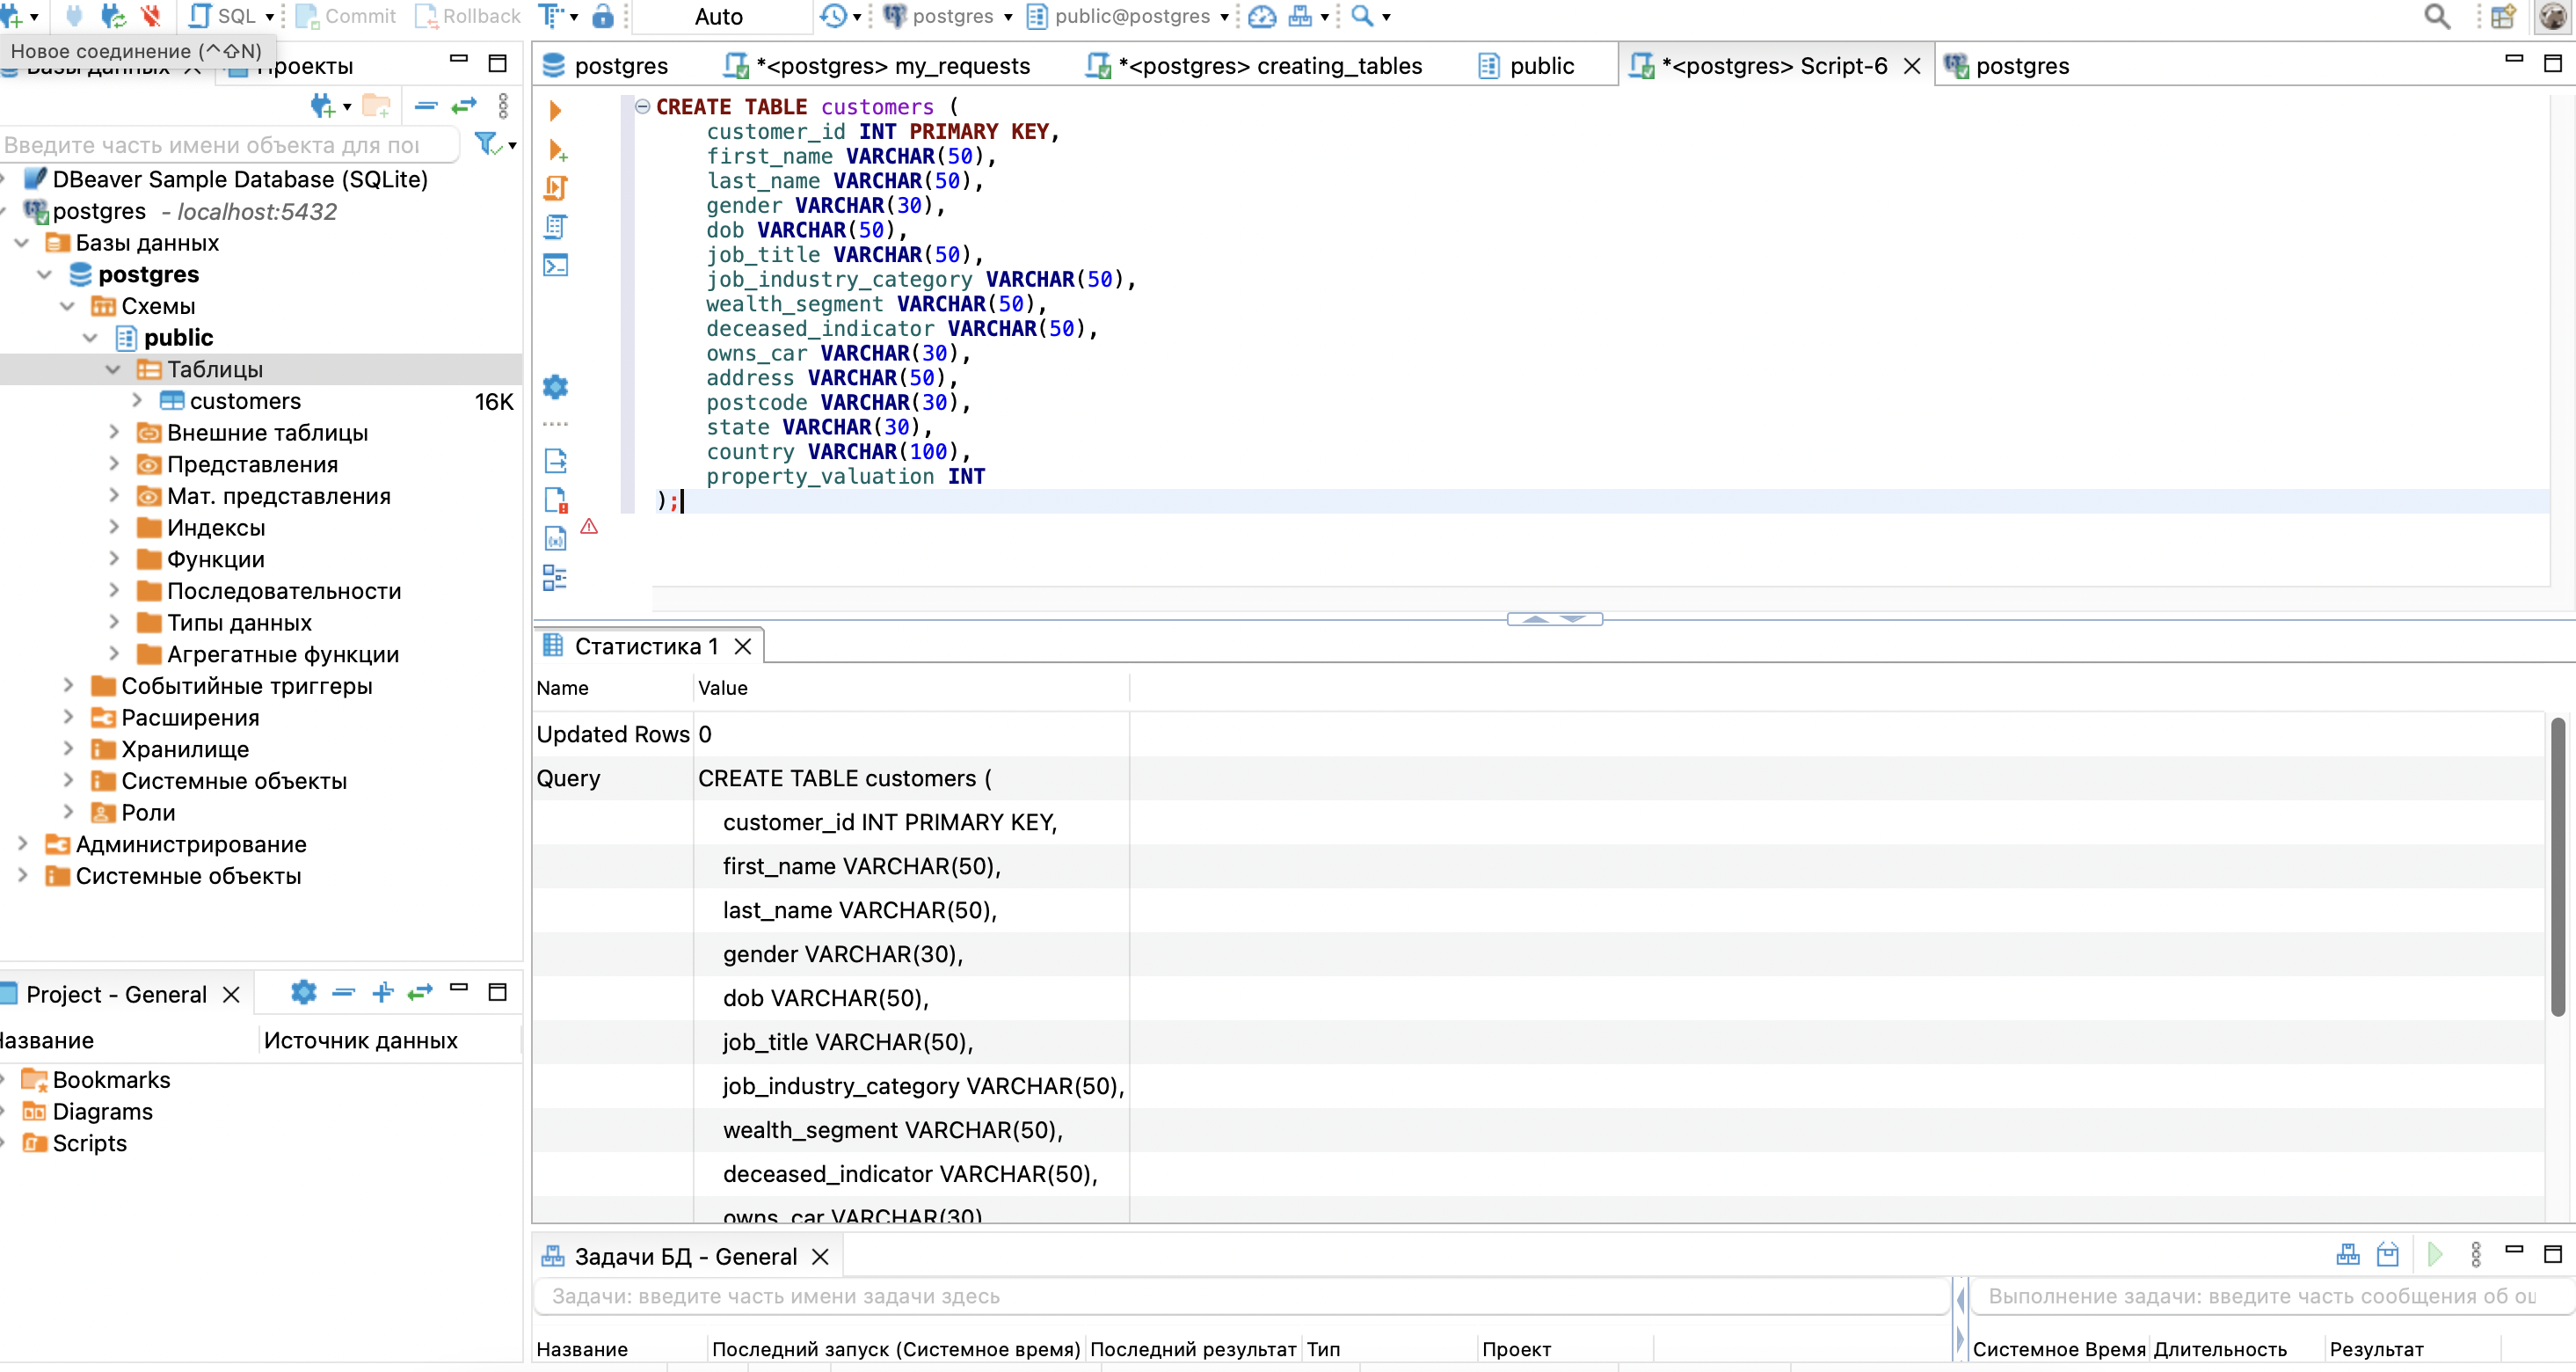 SQL
Commit
Rollback
Auto
postgres
public@postgres
Новое соединение (^⇧N)
Базы данных
Проекты
Введите часть имени объекта для
DBeaver Sample Database (SQLite)
postgres - localhost:5432
Базы данных
postgres
Схемы
public
Таблицы
customers 16K
Внешние таблицы
Представления
Мат. представления
Индексы
Функции
Последовательности
Типы данных
Агрегатные функции
Событийные триггеры
Расширения
Хранилище
Системные объекты
Роли
Администрирование
Системные объекты
Project - General
Название Источник данных
Bookmarks
Diagrams
Scripts
postgres
*<postgres> my_requests
*<postgres> creating_tables
public
*<postgres> Script-6
postgres
CREATE TABLE customers (
customer_id INT PRIMARY KEY,
first_name VARCHAR(50),
last_name VARCHAR(50),
gender VARCHAR(30),
dob VARCHAR(50),
job_title VARCHAR(50),
job_industry_category VARCHAR(50),
wealth_segment VARCHAR(50),
deceased_indicator VARCHAR(50),
owns_car VARCHAR(30),
address VARCHAR(50),
postcode VARCHAR(30),
state VARCHAR(30),
country VARCHAR(100),
property_valuation INT
);
Статистика 1
Name Value
Updated Rows 0
Query CREATE TABLE customers (
customer_id INT PRIMARY KEY,
first_name VARCHAR(50),
last_name VARCHAR(50),
gender VARCHAR(30),
dob VARCHAR(50),
job_title VARCHAR(50),
job_industry_category VARCHAR(50),
wealth_segment VARCHAR(50),
deceased_indicator VARCHAR(50),
owns_car VARCHAR(30)
Задачи БД - General
Задачи: введите часть имени задачи здесь
Выполнение задачи: введите часть сообщения об
Название Последний запуск (Системное время) Последний результат Тип Проект
Системное Время Длительность Результат